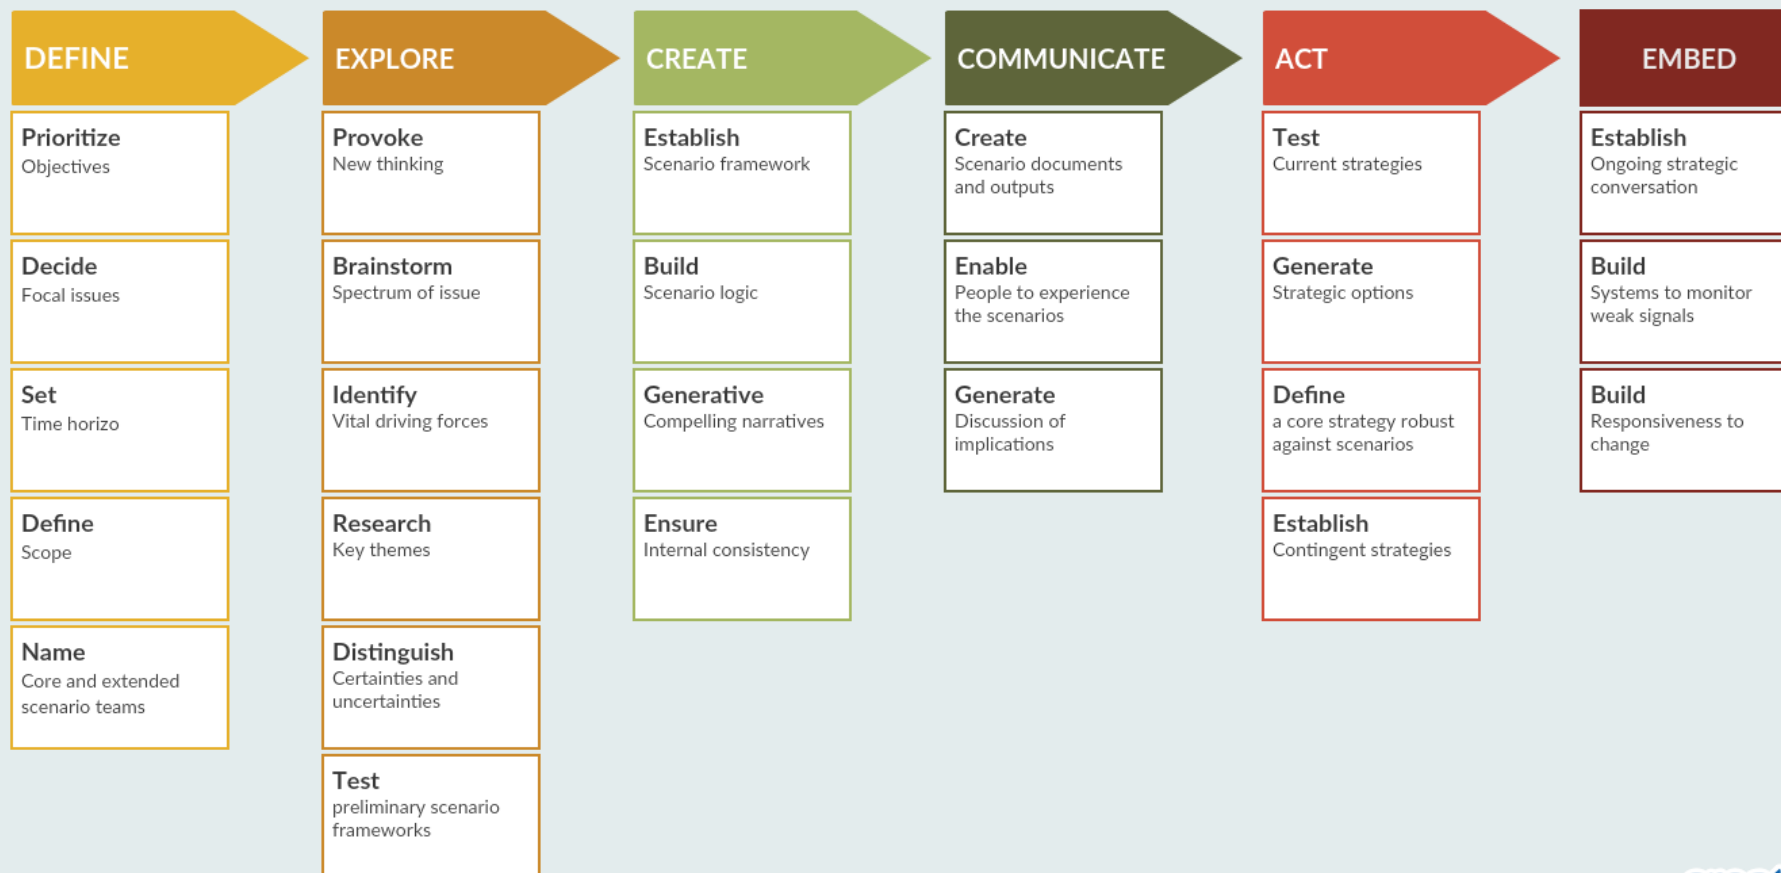 DEFINE
Prioritize
Objectives
Decide
Focal issues
Set
Time horizo
Define
Scope
Name
Core and extended
scenario teams
EXPLORE
Provoke
New thinking
Brainstorm
Spectrum of issue
Identify
Vital driving forces
Research
Key themes
Distinguish
Certainties and
uncertainties
Test
preliminary scenario
frameworks
CREATE
Establish
Scenario framework
Build
Scenario logic
Generative
Compelling narratives
Ensure
Internal consistency
COMMUNICATE
Create
Scenario documents
and outputs
Enable
People to experience
the scenarios
Generate
Discussion of
implications
ACT
Test
Current strategies
Generate
Strategic options
Define
a core strategy robust
against scenarios
Establish
Contingent strategies
EMBED
Establish
Ongoing strategic
conversation
Build
Systems to monitor
weak signals
Build
Responsiveness to
change